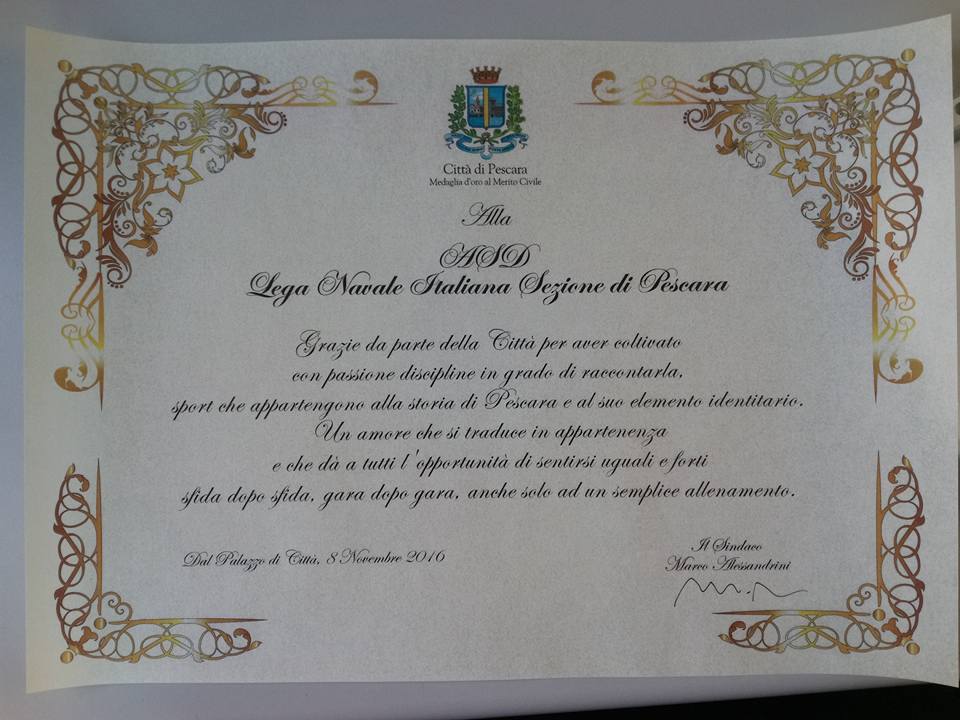 Città di Pescara
Medaglia d'oro al Merito Civile
Alla
ASD
Lega Navale Italiana Sezione di Pescara
Grazie da parte della Città per aver coltivato
con passione discipline in grado di raccontarla,
sport che appartengono alla storia di Pescara e al suo elemento identitario.
Un amore che si traduce in appartenenza
e che dà a tutti l'opportunità di sentirsi uguali e forti
sfida dopo sfida, gara dopo gara, anche solo ad un semplice allenamento.
Dal Palazzo di Città, 8 Novembre 2016
Il Sindaco
Marco Alessandrini